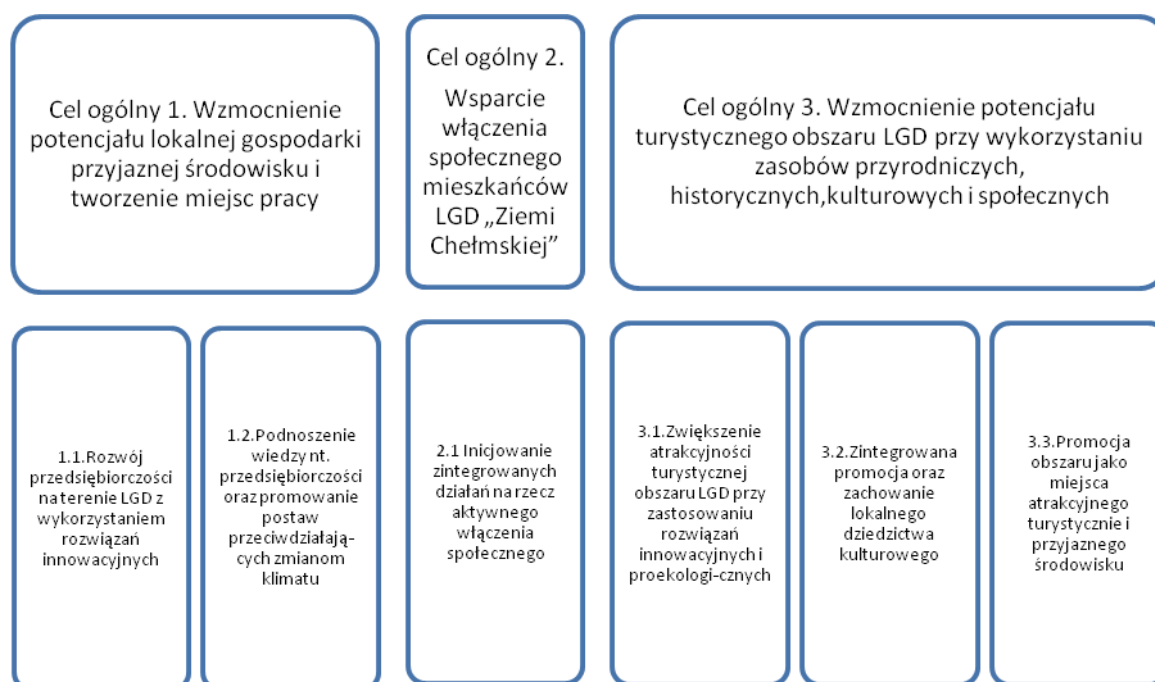 Cel ogólny 1. Wzmocnienie
potencjału lokalnej gospodarki
przyjaznej środowisku i
tworzenie miejsc pracy
Cel ogólny 2.
Wsparcie
włączenia
społecznego
mieszkańców
LGD „Ziemi
Chełmskiej”
Cel ogólny 3. Wzmocnienie potencjału
turystycznego obszaru LGD przy wykorzystaniu
zasobów przyrodniczych,
historycznych,kulturowych i społecznych
1.1.Rozwój
przedsiębiorczości
na terenie LGD z
wykorzystaniem
rozwiązań
innowacyjnych
1.2.Podnoszenie
wiedzy nt.
przedsiębiorczości
oraz promowanie
postaw
przeciwdziałają-
cych zmianom
klimatu
2.1 Inicjowanie
zintegrowanych
działań na rzecz
aktywnego
włączenia
społecznego
3.1.Zwiększenie
atrakcyjności
turystycznej
obszaru LGD przy
zastosowaniu
rozwiązań
innowacyjnych i
proekologi-cznych
3.2.Zintegrowana
promocja oraz
zachowanie
lokalnego
dziedzictwa
kulturowego
3.3.Promocja
obszaru jako
miejsca
atrakcyjnego
turystycznie i
przyjaznego
środowisku